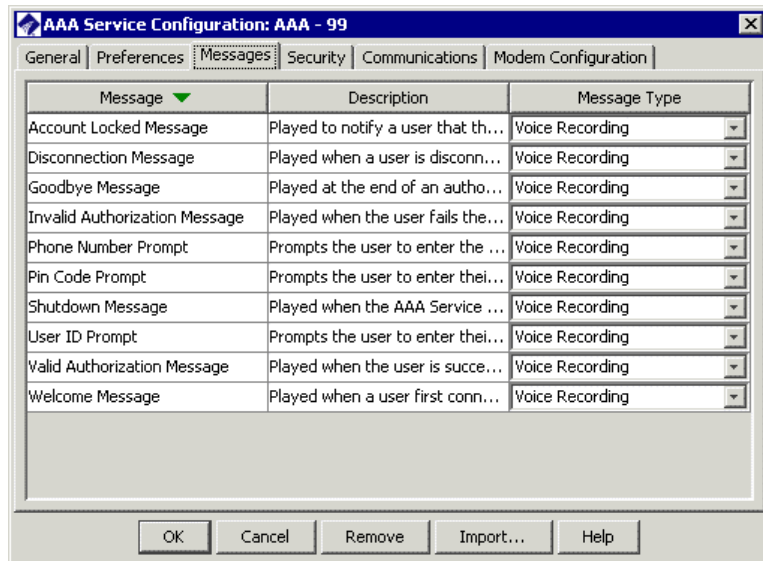 AAA Service Configuration: AAA - 99
General Preferences Messages Security Communications Modem Configuration
Message Description Message Type
Account Locked Message Played to notify a user that th... Voice Recording
Disconnection Message Played when a user is disconn... Voice Recording
Goodbye Message Played at the end of an autho... Voice Recording
Invalid Authorization Message Played when the user fails the... Voice Recording
Phone Number Prompt Prompts the user to enter the ... Voice Recording
Pin Code Prompt Prompts the user to enter thei... Voice Recording
Shutdown Message Played when the AAA Service ... Voice Recording
User ID Prompt Prompts the user to enter thei... Voice Recording
Valid Authorization Message Played when the user is succe... Voice Recording
Welcome Message Played when a user first conn... Voice Recording
OK Cancel Remove Import... Help